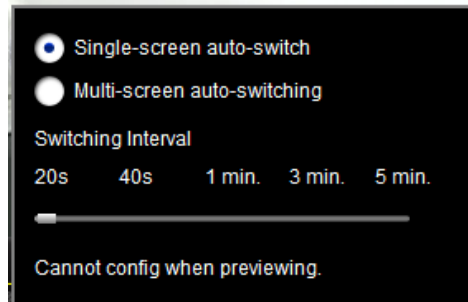 Single-screen auto-switch
Multi-screen auto-switching
Switching Interval
20s 40s 1 min. 3 min. 5 min.
Cannot config when previewing.